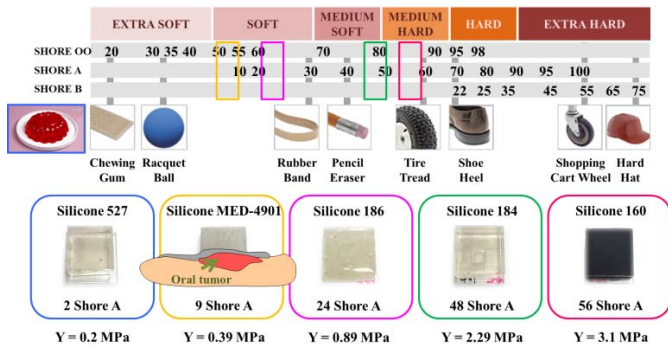 EXTRA SOFT SOFT MEDIUM SOFT MEDIUM HARD HARD EXTRA HARD
SHORE OO 20 30 35 40 50 55 60 70 80 90 95 98
SHORE A 10 20 30 40 50 60 70 80 90 95 100
SHORE B 22 25 35 45 55 65 75
Chewing Gum
Racquet Ball
Rubber Band
Pencil Eraser
Tire Tread
Shoe Heel
Shopping Cart Wheel
Hard Hat
Silicone 527 Silicone MED-4901 Silicone 186 Silicone 184 Silicone 160
Oral tumor
2 Shore A 9 Shore A 24 Shore A 48 Shore A 56 Shore A
Y = 0.2 MPa Y = 0.39 MPa Y = 0.89 MPa Y = 2.29 MPa Y = 3.1 MPa